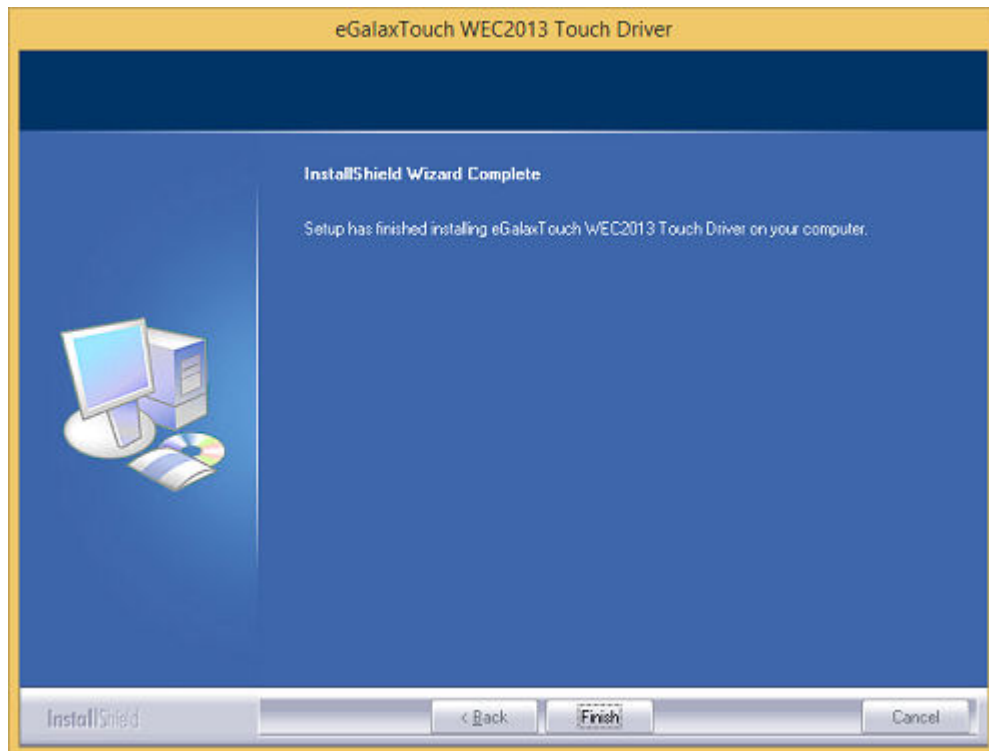 eGalaxTouch WEC2013 Touch Driver
InstallShield Wizard Complete
Setup has finished installing eGalaxTouch WEC2013 Touch Driver on your computer.
InstallShield
< Back
Finish
Cancel